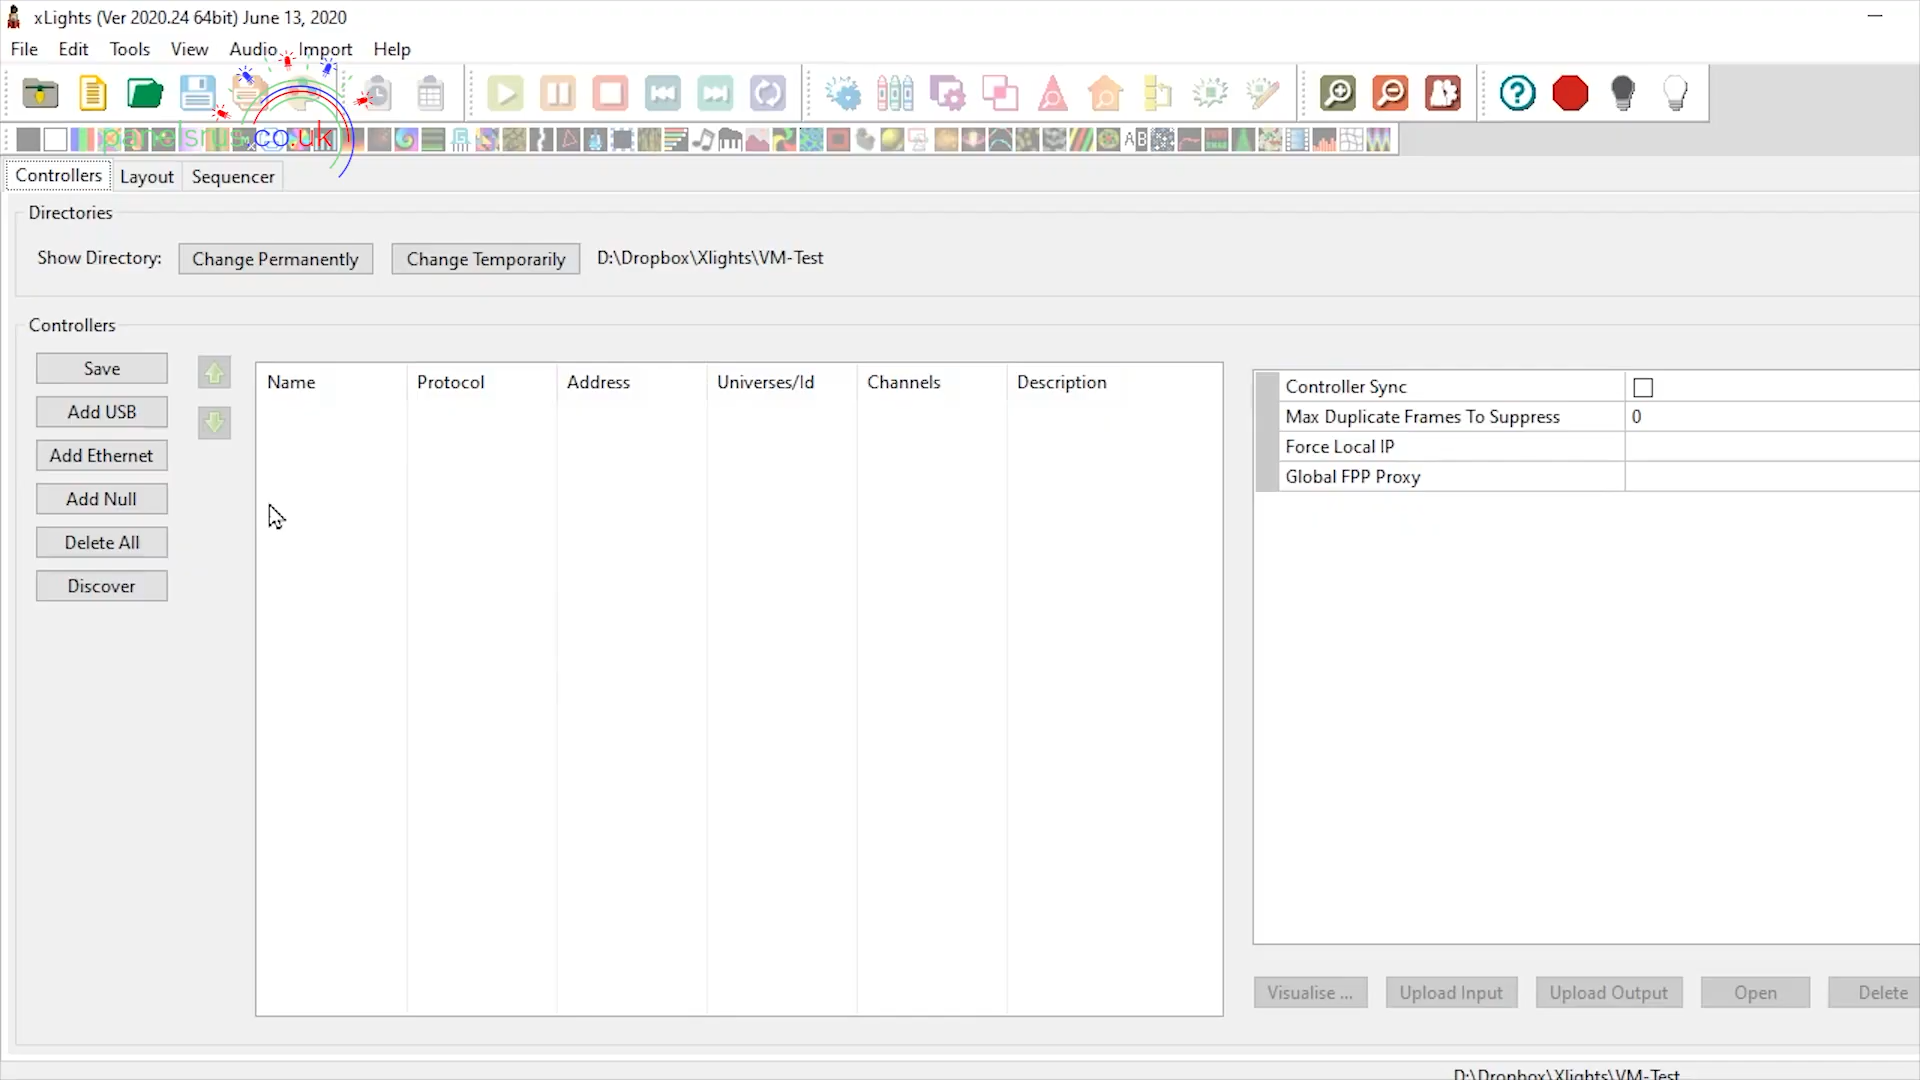 xLights (Ver 2020.24 64bit) June 13, 2020
File Edit Tools View Audio Import Help
panelsrus.co.uk
AB
Controllers Layout Sequencer
Directories
Show Directory: Change Permanently Change Temporarily D:\Dropbox\Xlights\VM-Test
Controllers
Save
Add USB
Add Ethernet
Add Null
Delete All
Discover
Name Protocol Address Universes/Id Channels Description
Controller Sync
Max Duplicate Frames To Suppress 0
Force Local IP
Global FPP Proxy
Visualise ... Upload Input Upload Output Open Delete
D:\Dropbox\Xlights\VM-Test